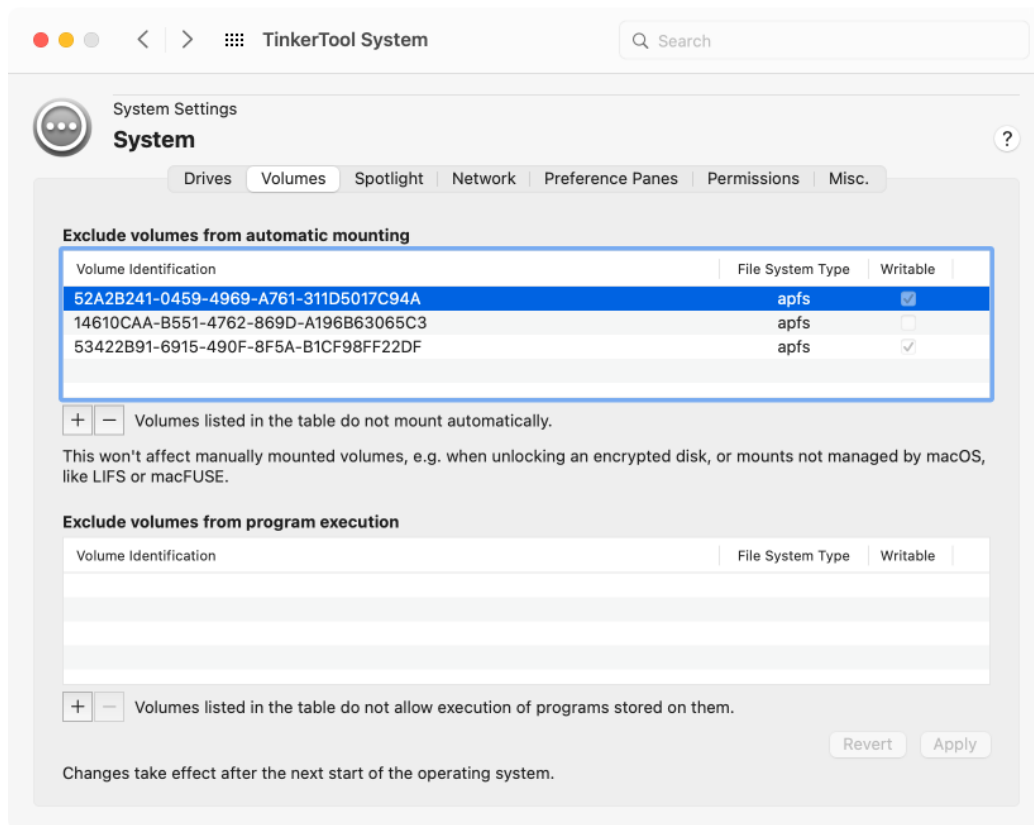 TinkerTool System
Search
System Settings
System
?
Drives Volumes Spotlight Network Preference Panes Permissions Misc.
Exclude volumes from automatic mounting
Volume Identification File System Type Writable
52A2B241-0459-4969-A761-311D5017C94A apfs
14610CAA-B551-4762-869D-A196B63065C3 apfs
53422B91-6915-490F-8F5A-B1CF98FF22DF apfs
+ − Volumes listed in the table do not mount automatically.
This won't affect manually mounted volumes, e.g. when unlocking an encrypted disk, or mounts not managed by macOS,
like LIFS or macFUSE.
Exclude volumes from program execution
Volume Identification File System Type Writable
+ − Volumes listed in the table do not allow execution of programs stored on them.
Revert Apply
Changes take effect after the next start of the operating system.